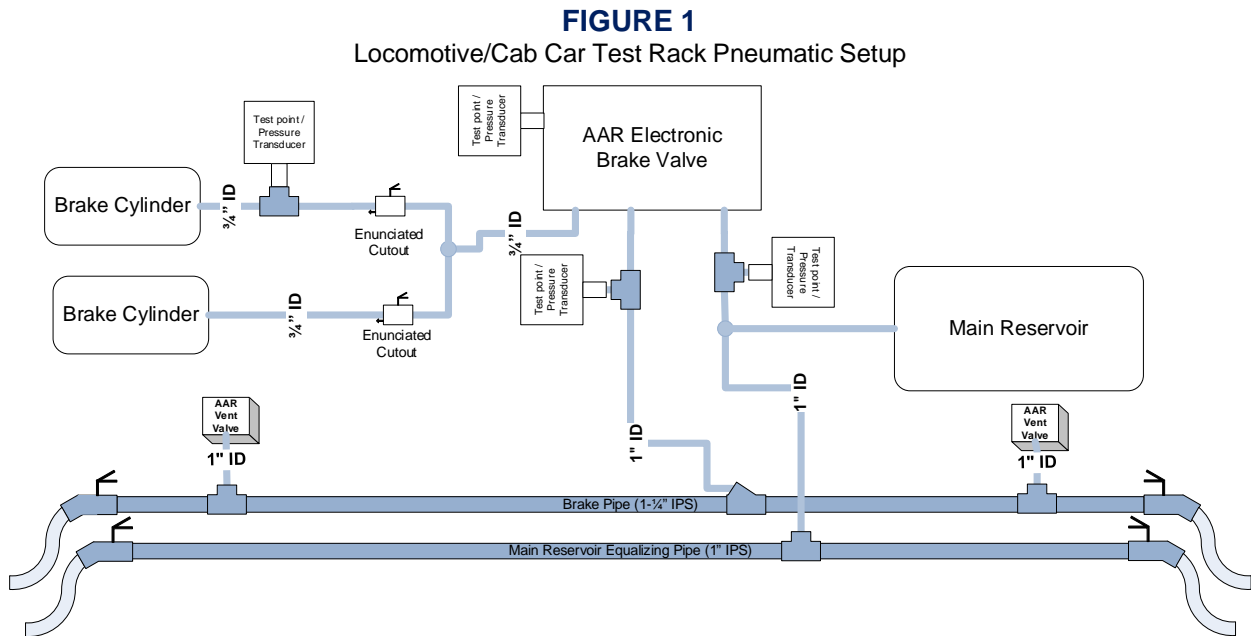 FIGURE 1
Locomotive/Cab Car Test Rack Pneumatic Setup
Test point /
Pressure
Transducer
Test point /
Pressure
Transducer
AAR Electronic
Brake Valve
Brake Cylinder
¾” ID
Enunciated
Cutout
¾” ID
Test point /
Pressure
Transducer
Test point /
Pressure
Transducer
Main Reservoir
Brake Cylinder
¾” ID
Enunciated
Cutout
1" ID
1" ID
AAR
Vent
Valve
1" ID
AAR
Vent
Valve
1" ID
Brake Pipe (1-¼” IPS)
Main Reservoir Equalizing Pipe (1” IPS)